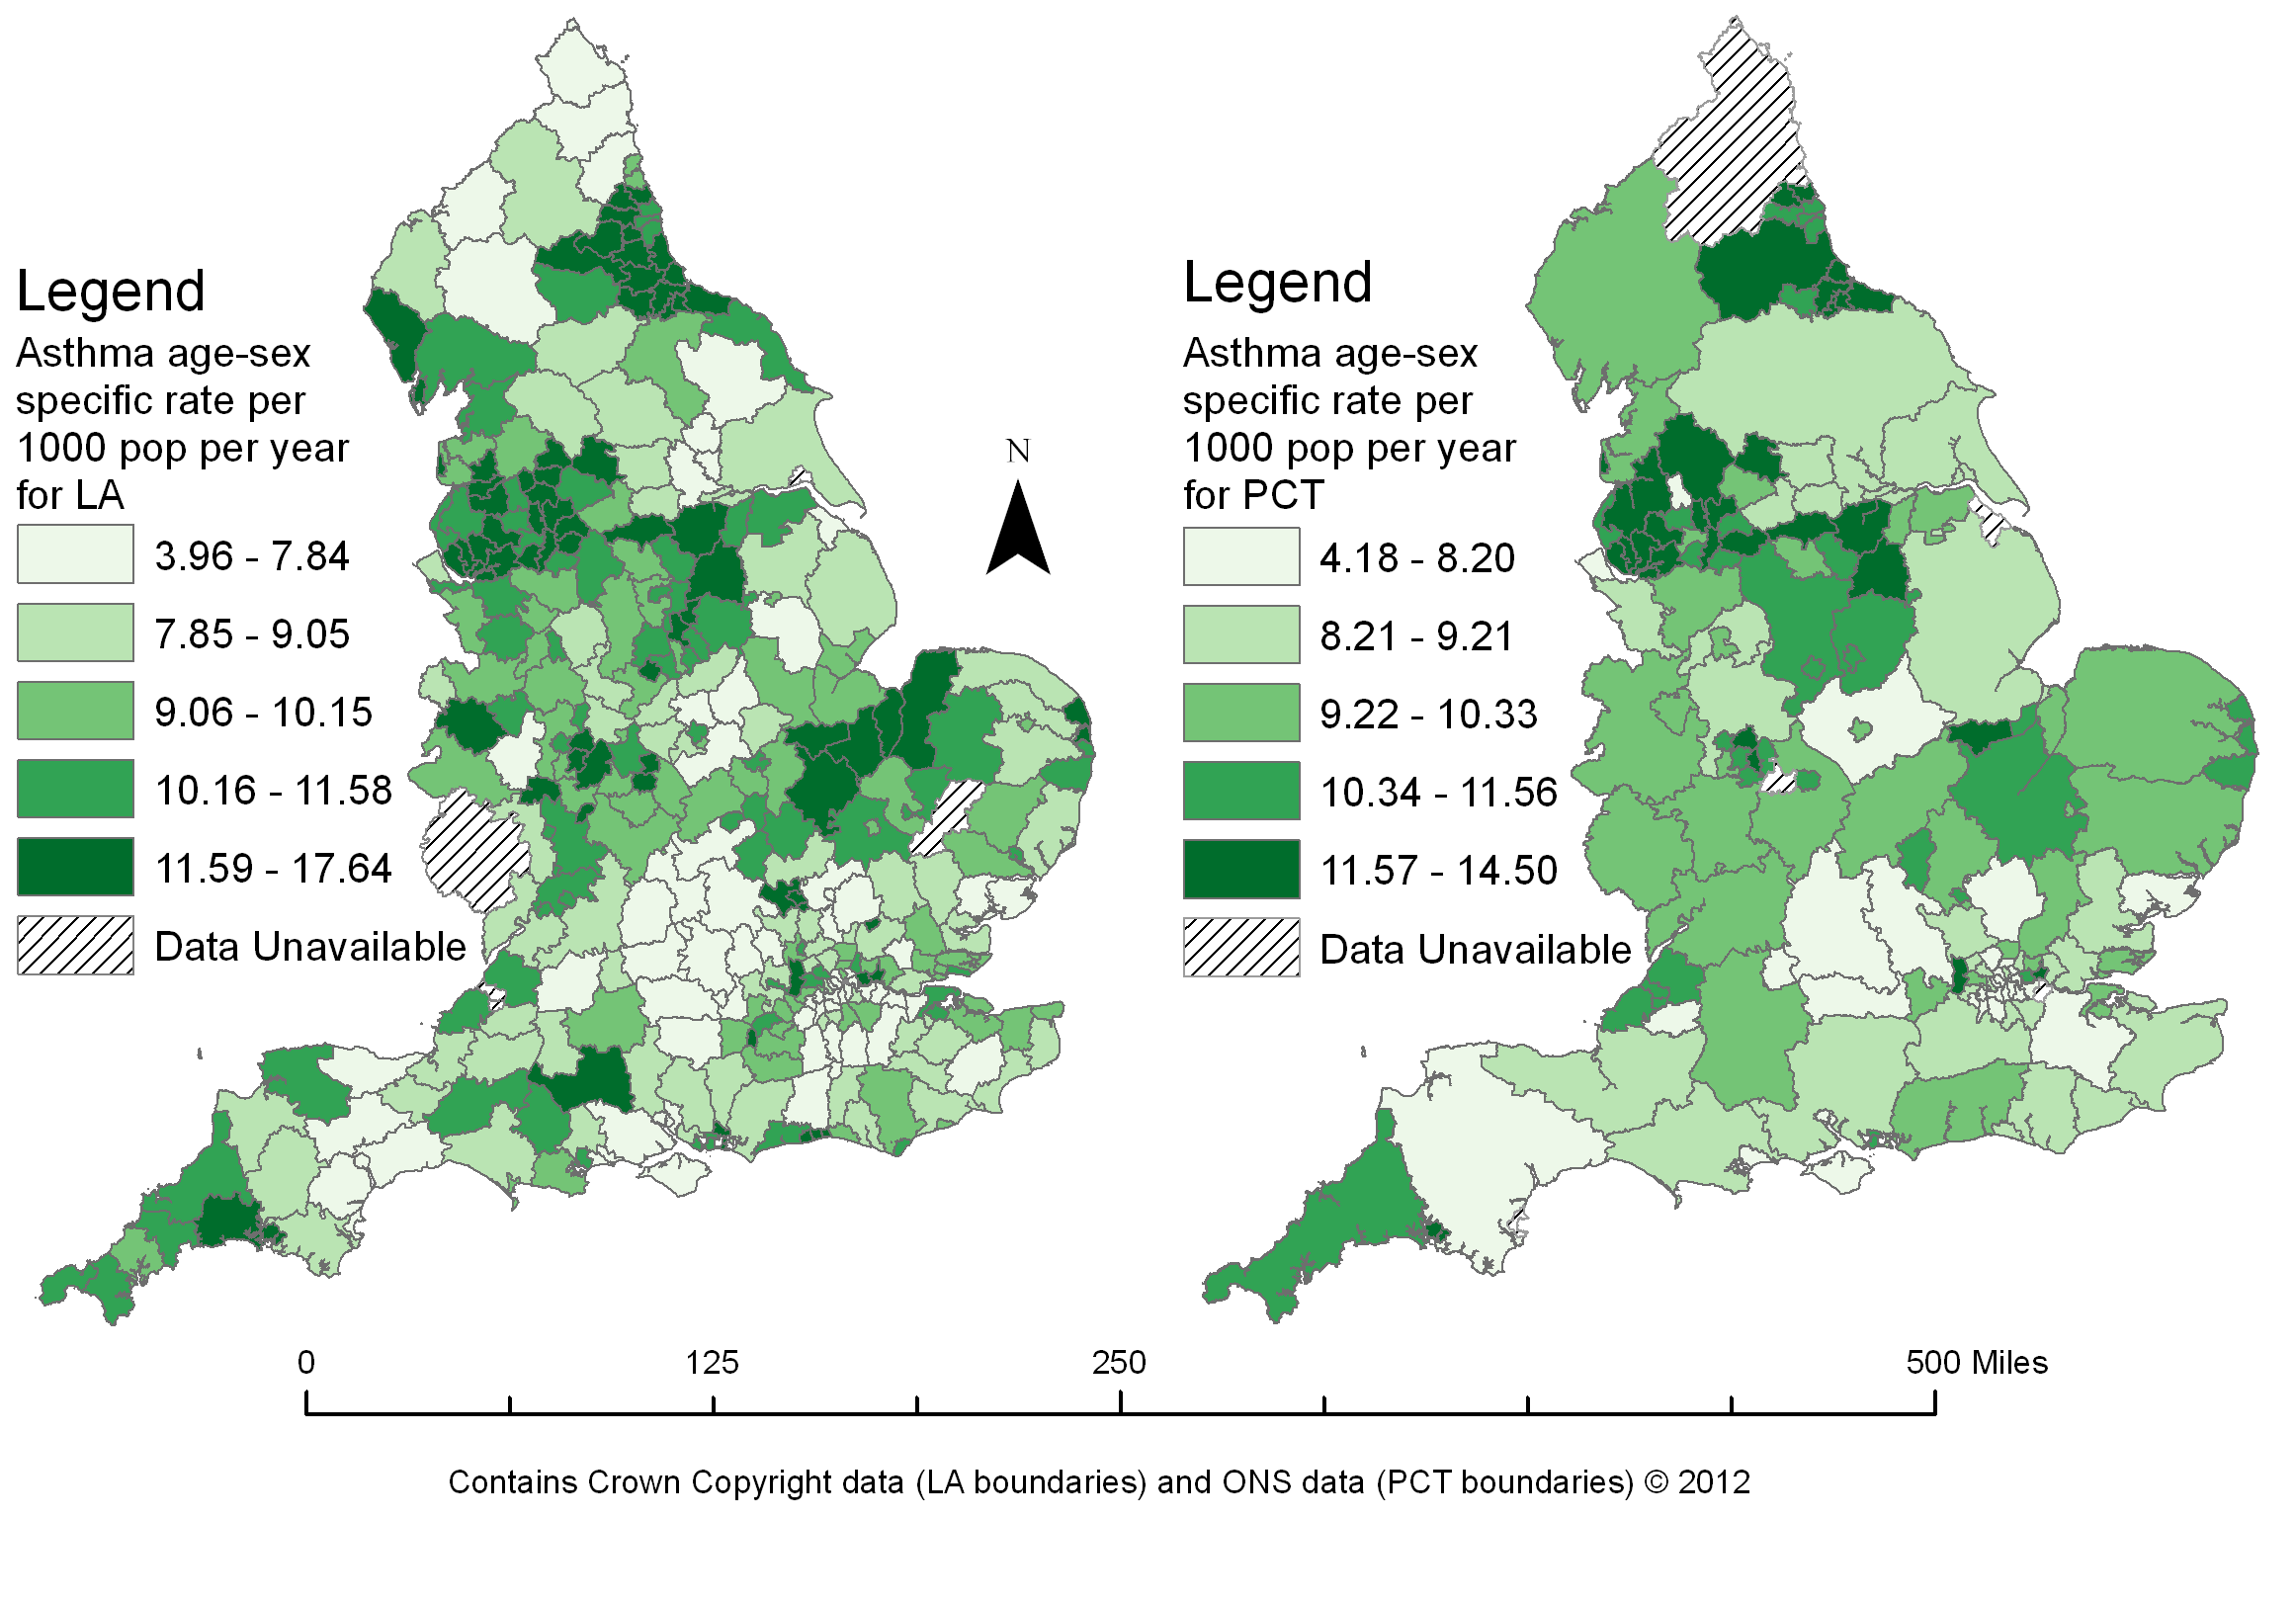 Legend
Asthma age-sex
specific rate per
1000 pop per year
for LA
3.96 - 7.84
7.85 - 9.05
9.06 - 10.15
10.16 - 11.58
11.59 - 17.64
Data Unavailable
N
Legend
Asthma age-sex
specific rate per
1000 pop per year
for PCT
4.18 - 8.20
8.21 - 9.21
9.22 - 10.33
10.34 - 11.56
11.57 - 14.50
Data Unavailable
0 125 250 500 Miles
Contains Crown Copyright data (LA boundaries) and ONS data (PCT boundaries) © 2012